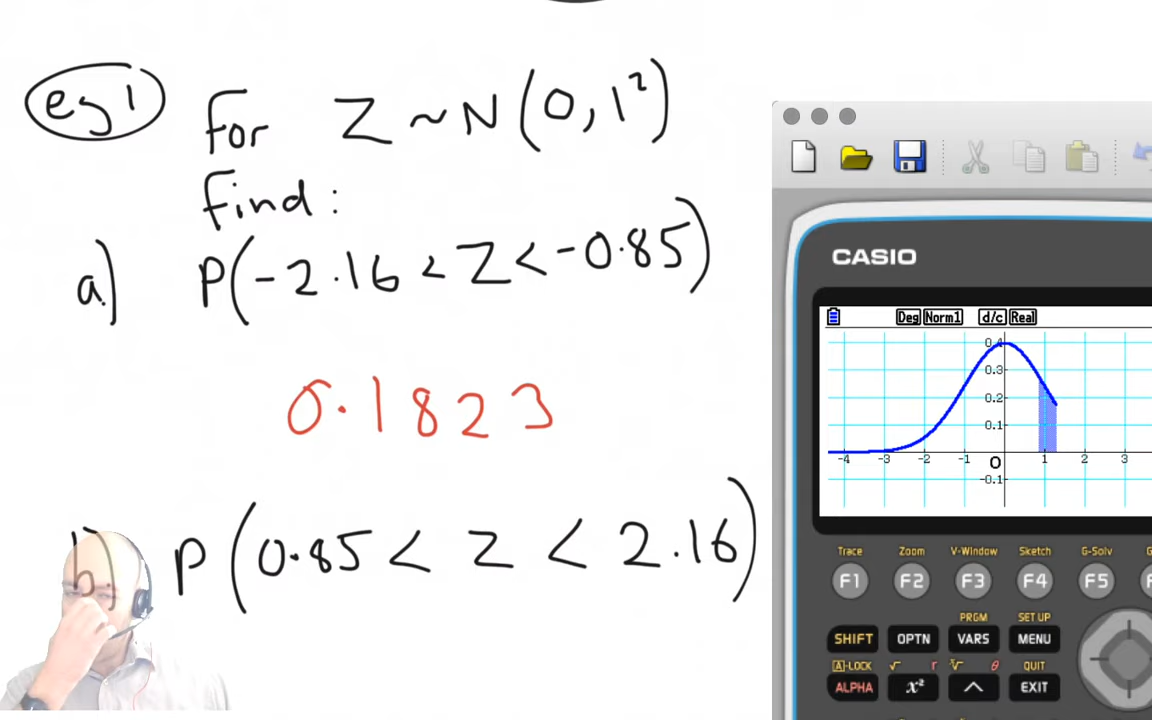 eg 1
For Z ~ N(0, 1²)
Find:
a.) P(-2.16 < Z < -0.85)
0.1823
b.) P(0.85 < Z < 2.16)
CASIO
Deg Norm1 d/c Real
0.4
0.3
0.2
0.1
-4 -3 -2 -1 O 1 2 3
-0.1
Trace Zoom V-Window Sketch G-Solv G
F1 F2 F3 F4 F5 F
PRGM SET UP
SHIFT OPTN VARS MENU
A-LOCK √ r θ QUIT
ALPHA x² ^ EXIT